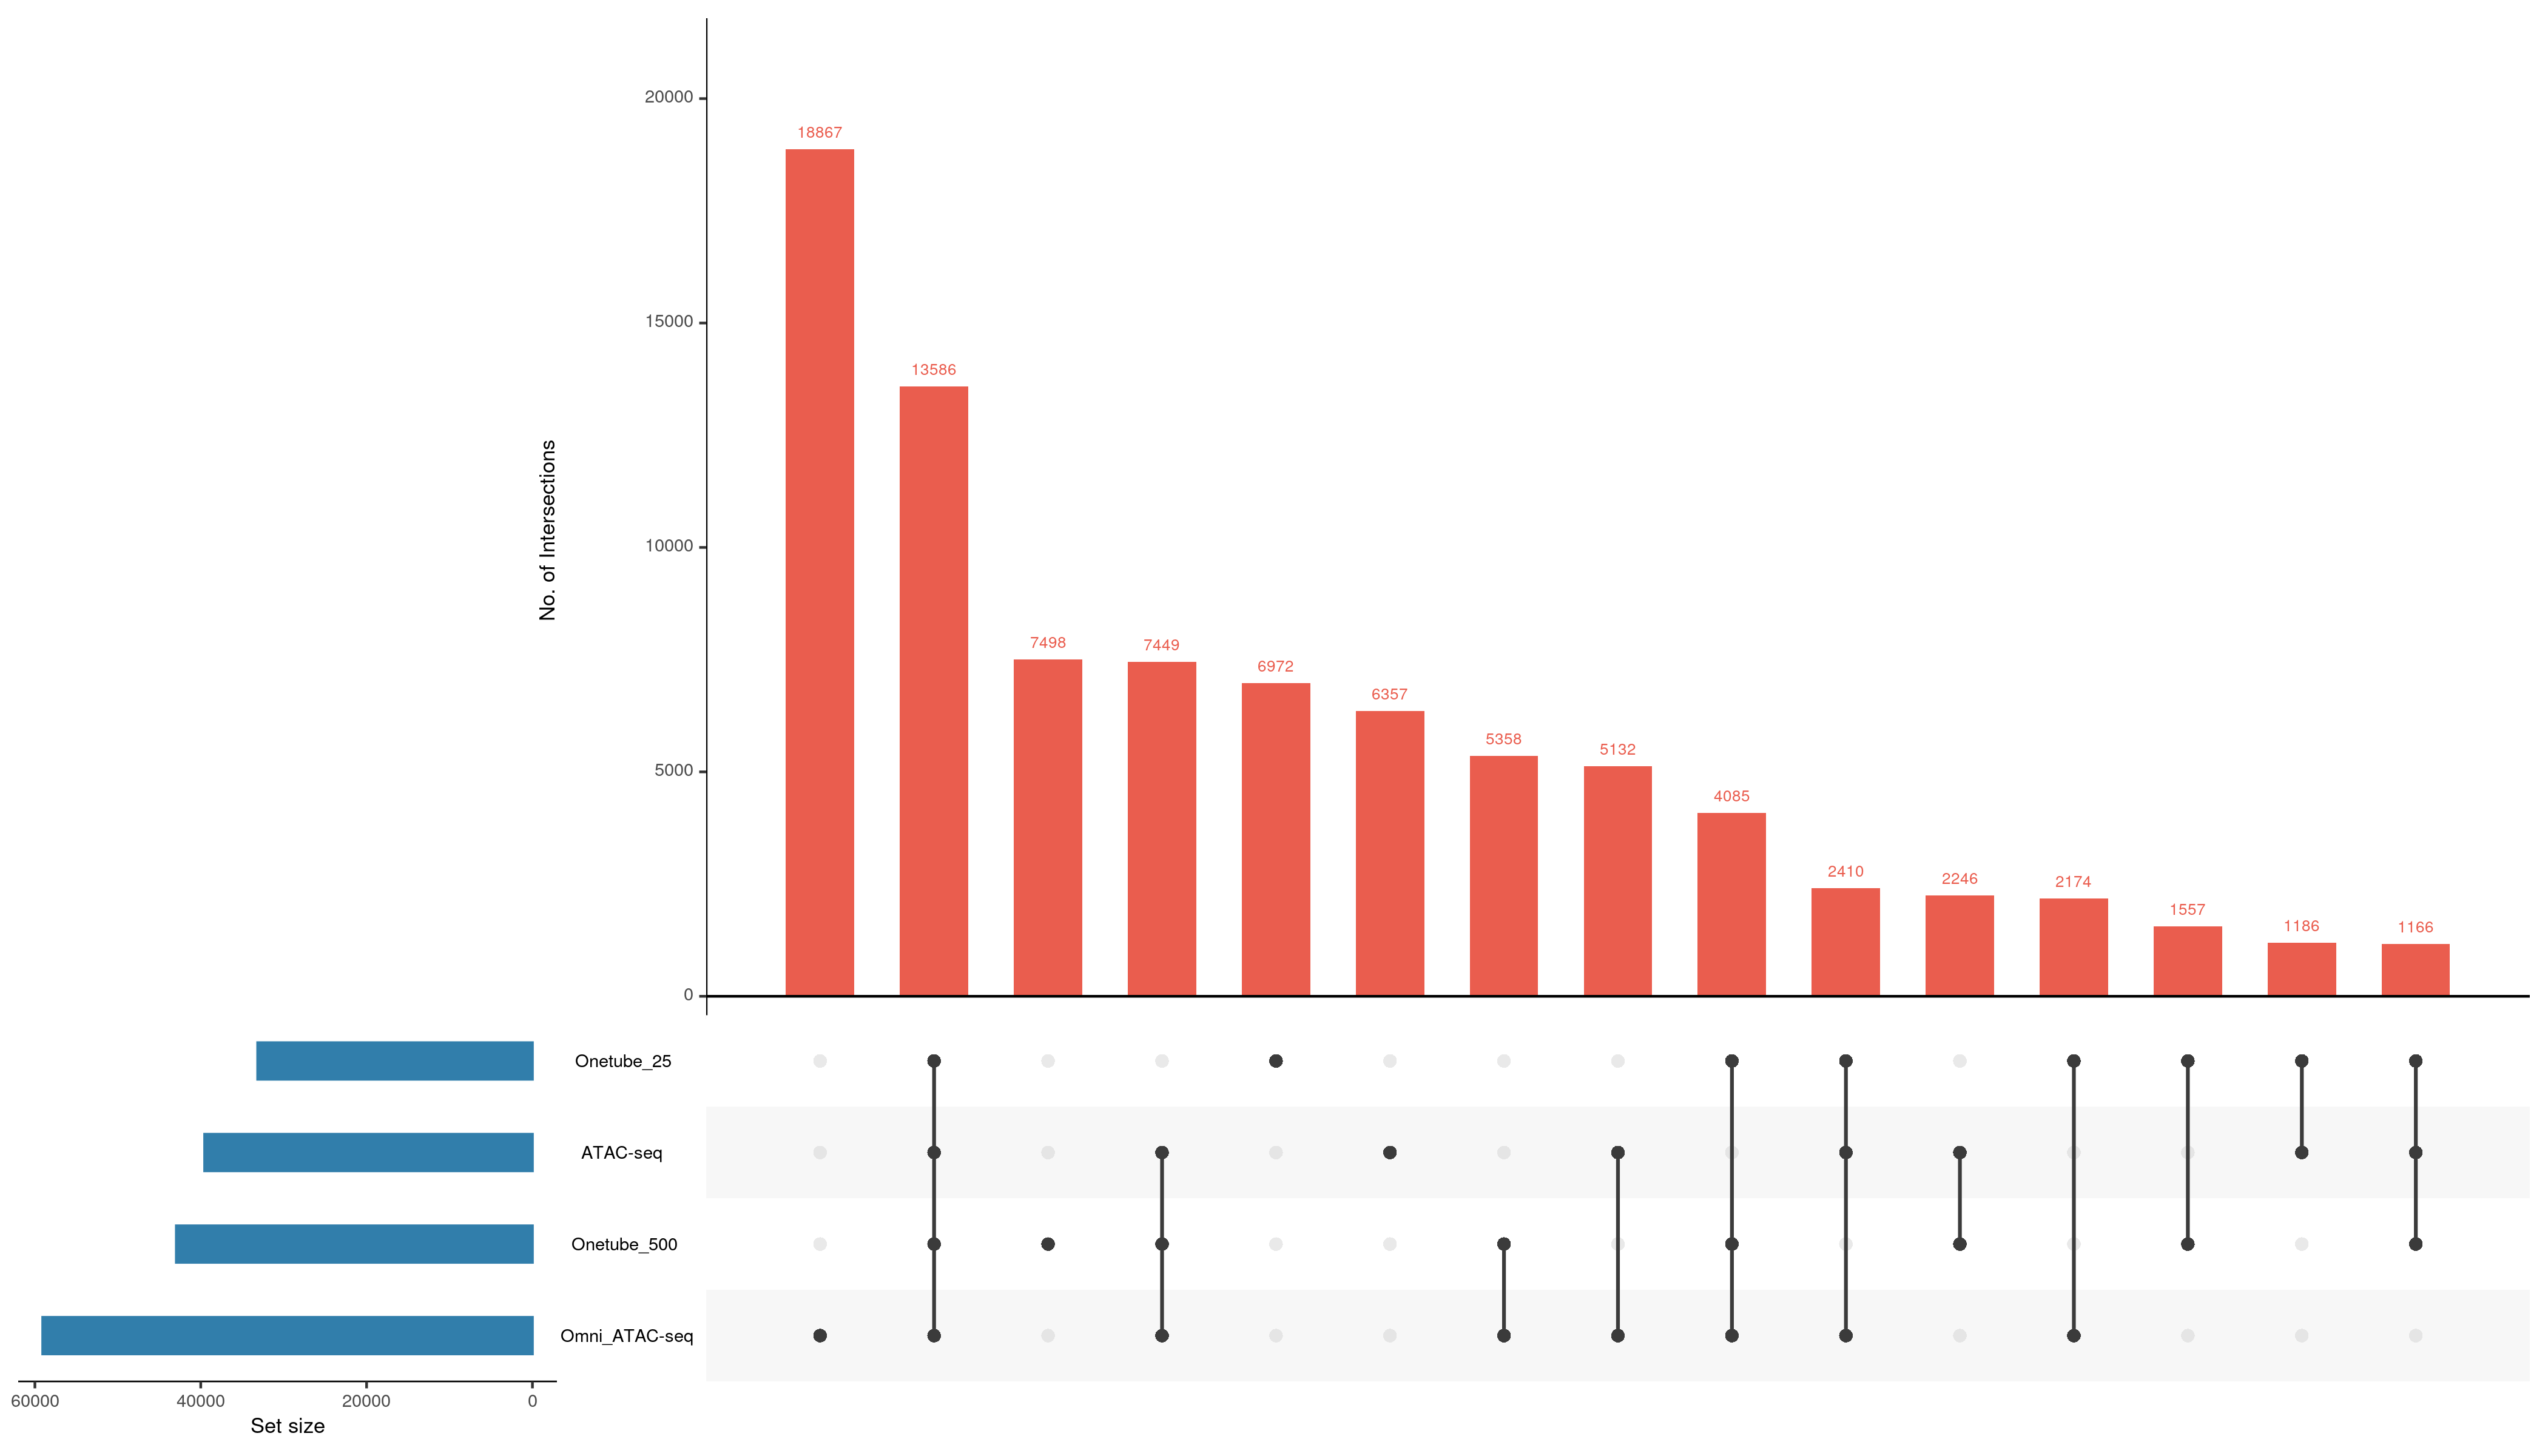 No. of Intersections
20000
15000
10000
5000
0
18867
13586
7498
7449
6972
6357
5358
5132
4085
2410
2246
2174
1557
1186
1166
Onetube_25
ATAC-seq
Onetube_500
Omni_ATAC-seq
60000 40000 20000 0
Set size